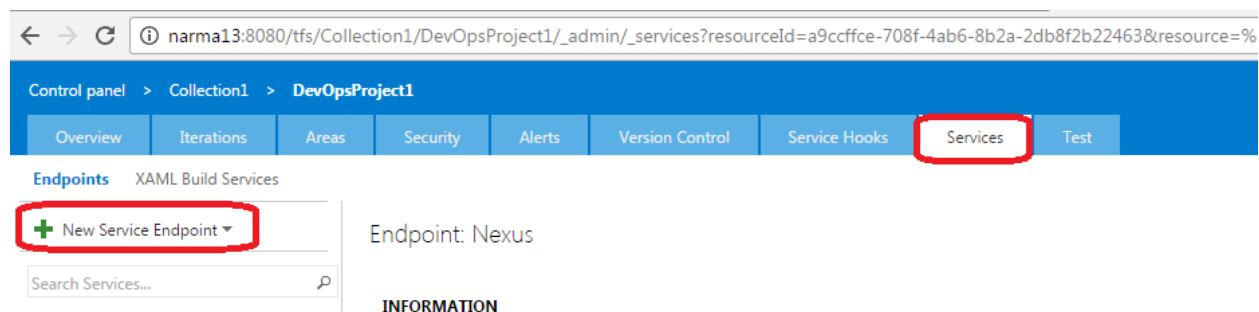 narma13:8080/tfs/Collection1/DevOpsProject1/_admin/_services?resourceId=a9ccffce-708f-4ab6-8b2a-2db8f2b22463&resource=%
Control panel > Collection1 > DevOpsProject1
Overview Iterations Areas Security Alerts Version Control Service Hooks Services Test
Endpoints XAML Build Services
New Service Endpoint
Endpoint: Nexus
Search Services...
INFORMATION